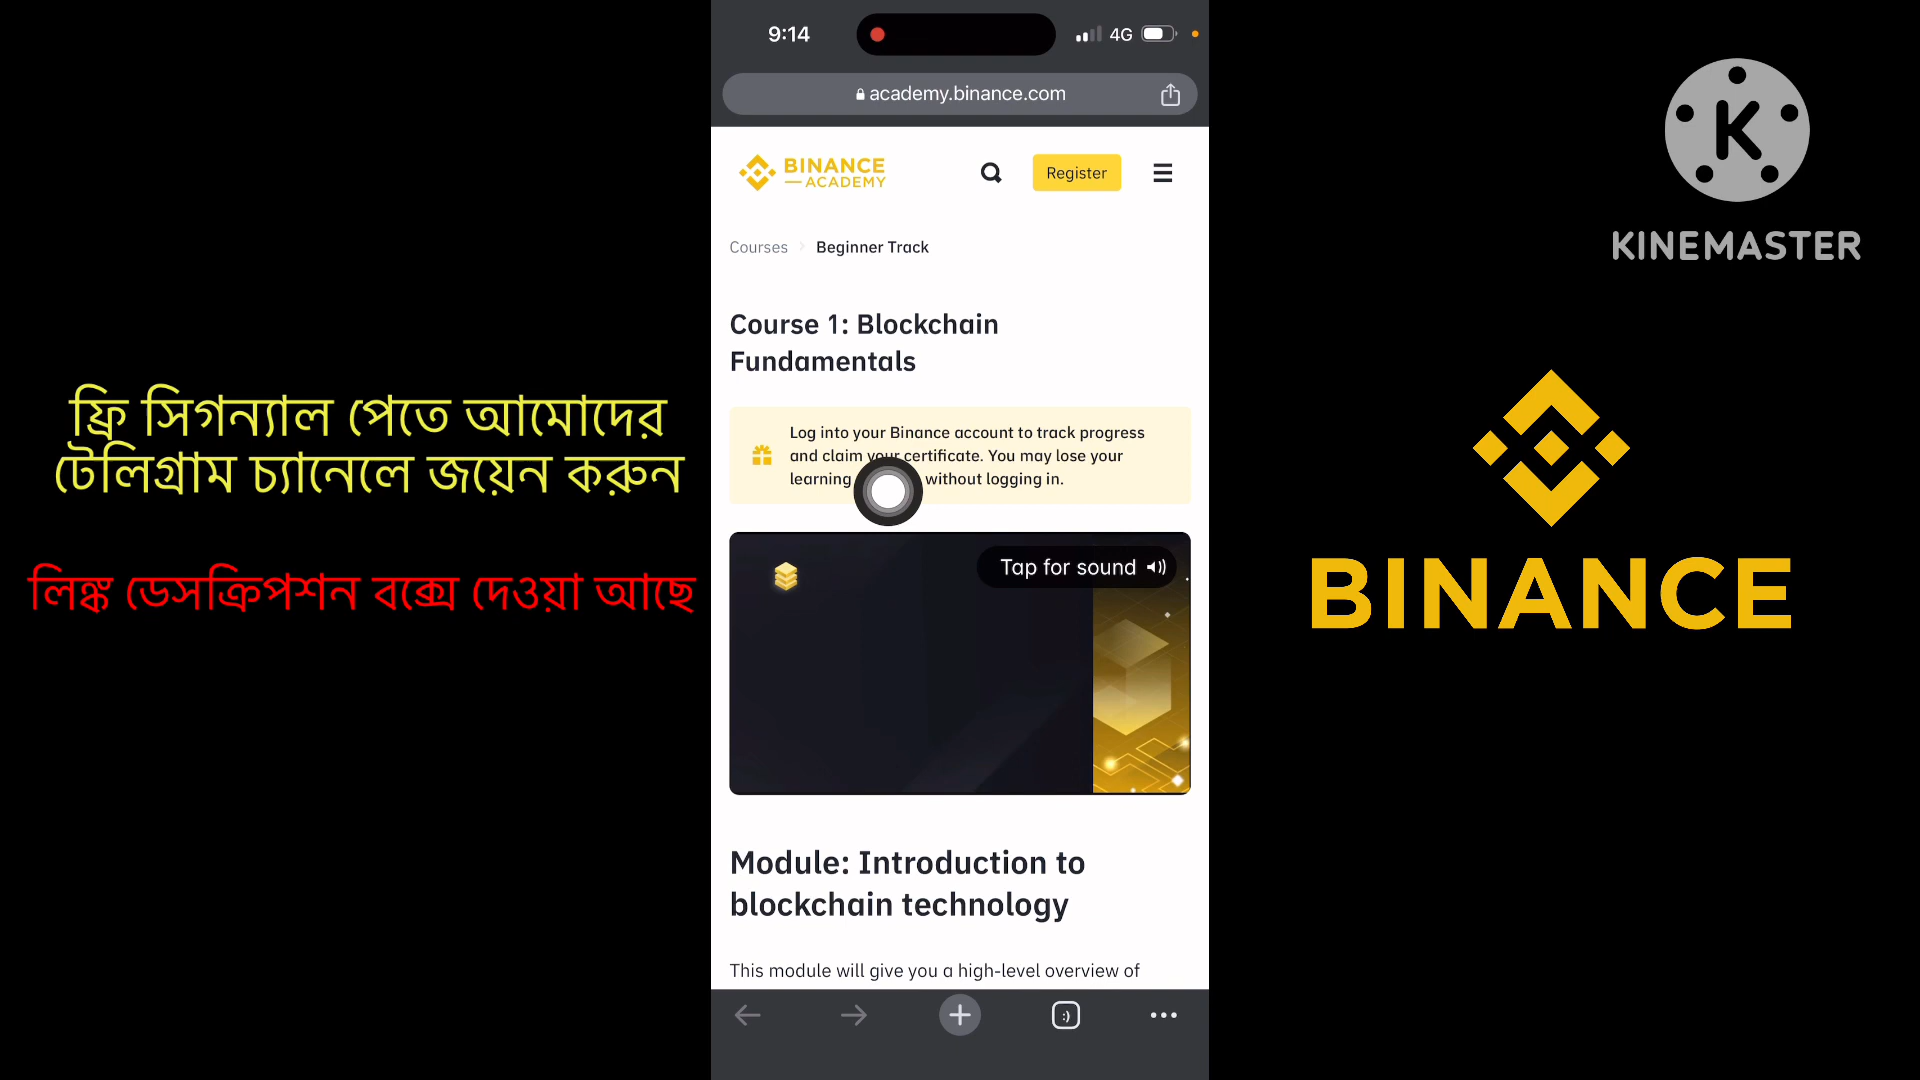 9:14
4G
academy.binance.com
BINANCE
ACADEMY
Register
Courses
Beginner Track
Course 1: Blockchain
Fundamentals
Log into your Binance account to track progress
and claim your certificate. You may lose your
learning without logging in.
Tap for sound
Module: Introduction to
blockchain technology
This module will give you a high-level overview of
:)
ফ্রি সিগন্যাল পেতে আমোদের
টেলিগ্রাম চ্যানেলে জয়েন করুন
লিঙ্ক ডেসক্রিপশন বক্সে দেওয়া আছে
K
KINEMASTER
BINANCE